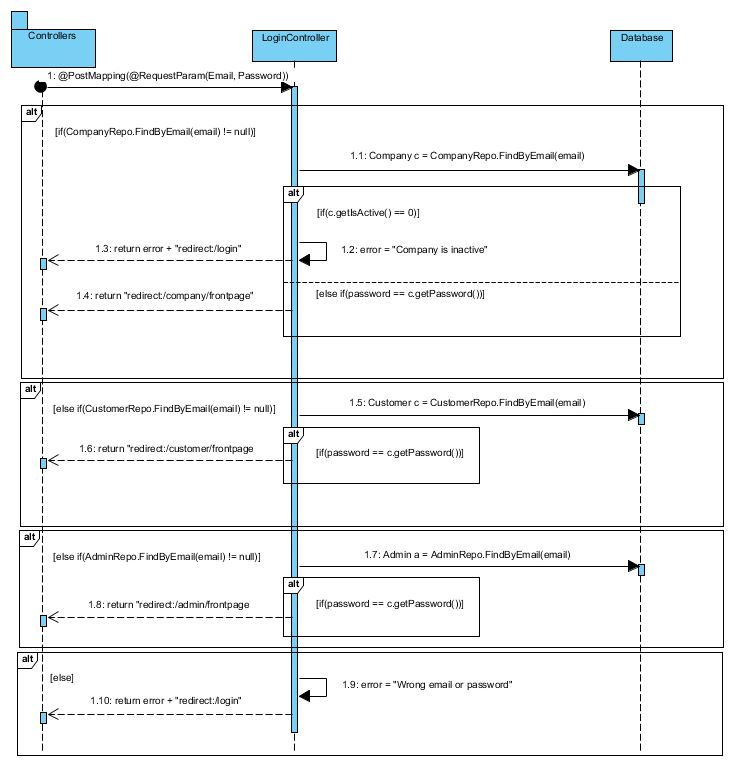 Controllers
LoginController
Database
1: @PostMapping(@RequestParam(Email, Password))
alt
[if(CompanyRepo.FindByEmail(email) != null)]
1.1: Company c = CompanyRepo.FindByEmail(email)
alt
[if(c.getIsActive() == 0)]
1.3: return error + "redirect:/login"
1.2: error = "Company is inactive"
1.4: return "redirect:/company/frontpage"
[else if(password == c.getPassword())]
alt
[else if(CustomerRepo.FindByEmail(email) != null)]
1.5: Customer c = CustomerRepo.FindByEmail(email)
alt
1.6: return "redirect:/customer/frontpage
[if(password == c.getPassword())]
alt
[else if(AdminRepo.FindByEmail(email) != null)]
1.7: Admin a = AdminRepo.FindByEmail(email)
alt
1.8: return "redirect:/admin/frontpage
[if(password == c.getPassword())]
alt
[else]
1.9: error = "Wrong email or password"
1.10: return error + "redirect:/login"